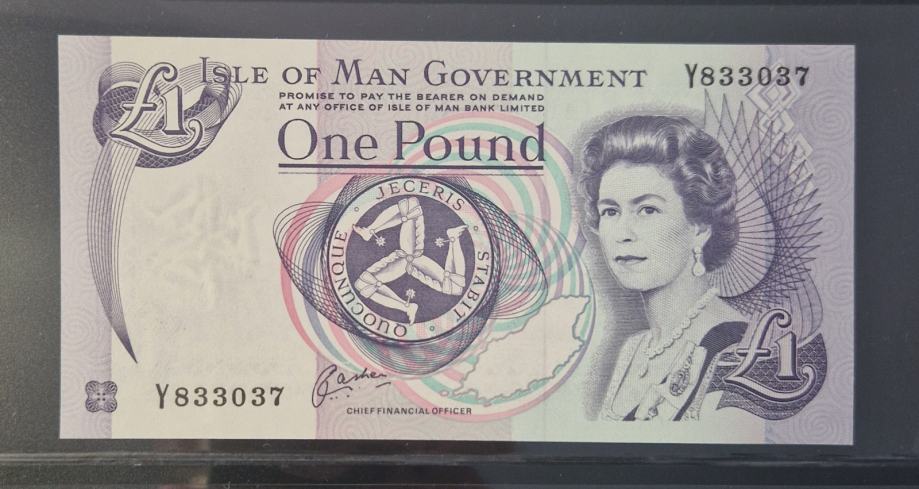 £1
ISLE OF MAN GOVERNMENT
Y833037
PROMISE TO PAY THE BEARER ON DEMAND
AT ANY OFFICE OF ISLE OF MAN BANK LIMITED
One Pound
QUOCUNQUE · JECERIS · STABIT ·
Y833037
CHIEF FINANCIAL OFFICER
£1